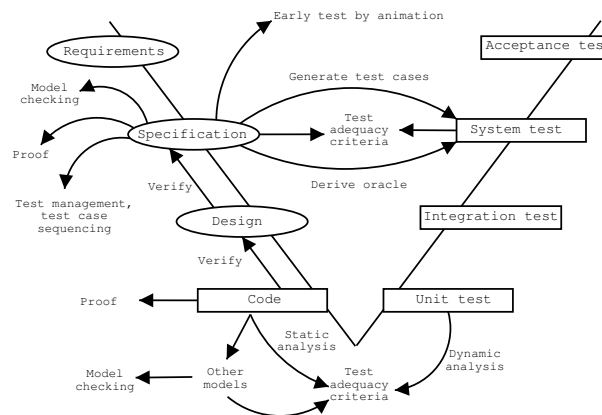 Early test by animation
Requirements
Acceptance test
Model
checking
Generate test cases
Specification
Test
adequacy
criteria
System test
Proof
Verify
Derive oracle
Test management,
test case
sequencing
Design
Integration test
Verify
Proof
Code
Unit test
Static
analysis
Dynamic
analysis
Model
checking
Other
models
Test
adequacy
criteria